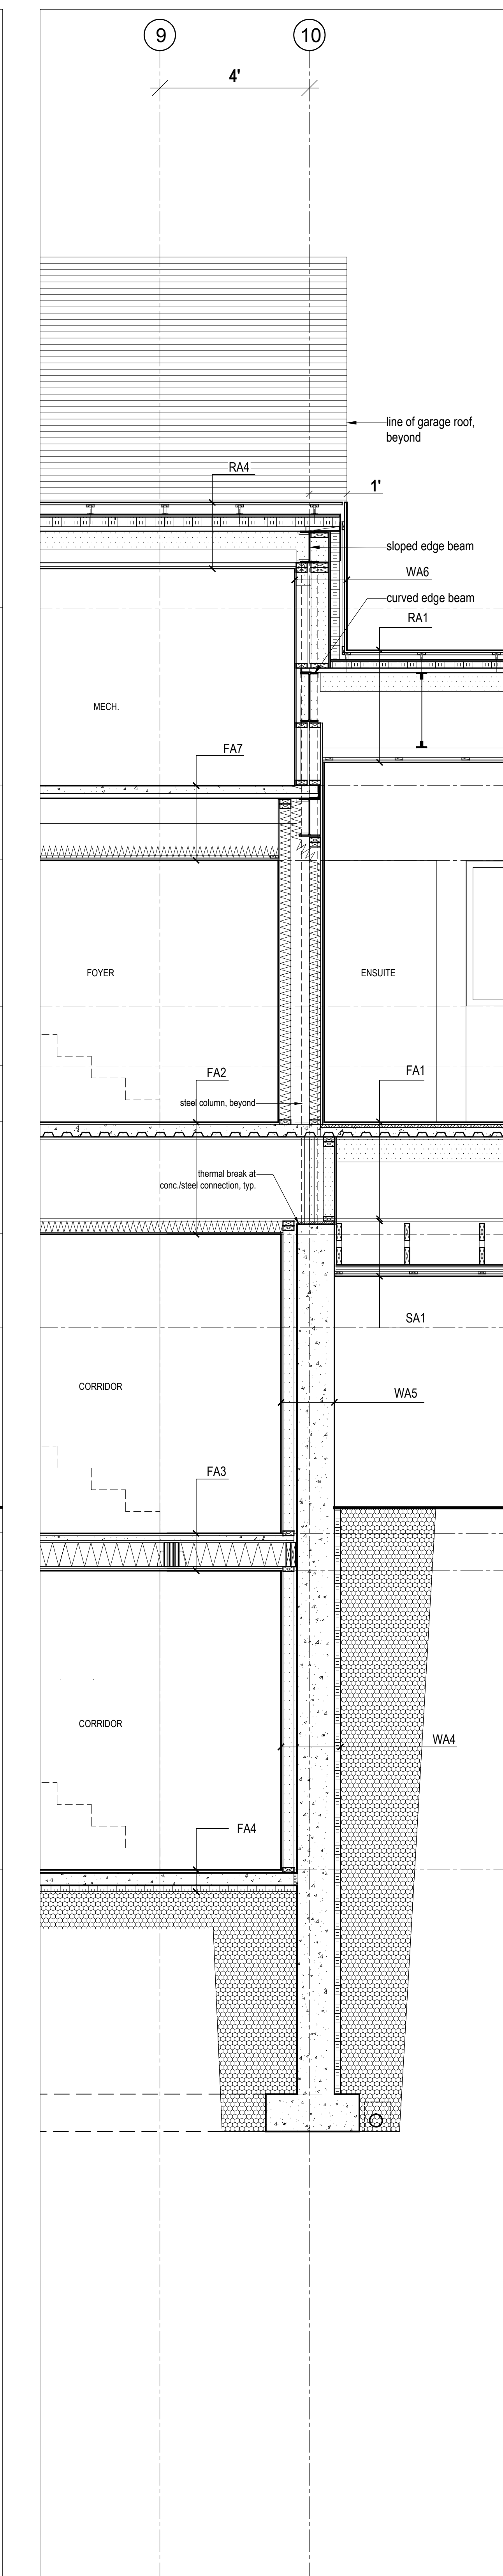 9
10
4'
line of garage roof,
beyond
RA4
1'
sloped edge beam
WA6
curved edge beam
RA1
MECH.
FA7
FOYER
ENSUITE
FA2
FA1
steel column, beyond
thermal break at
conc./steel connection, typ.
SA1
CORRIDOR
WA5
FA3
CORRIDOR
WA4
FA4